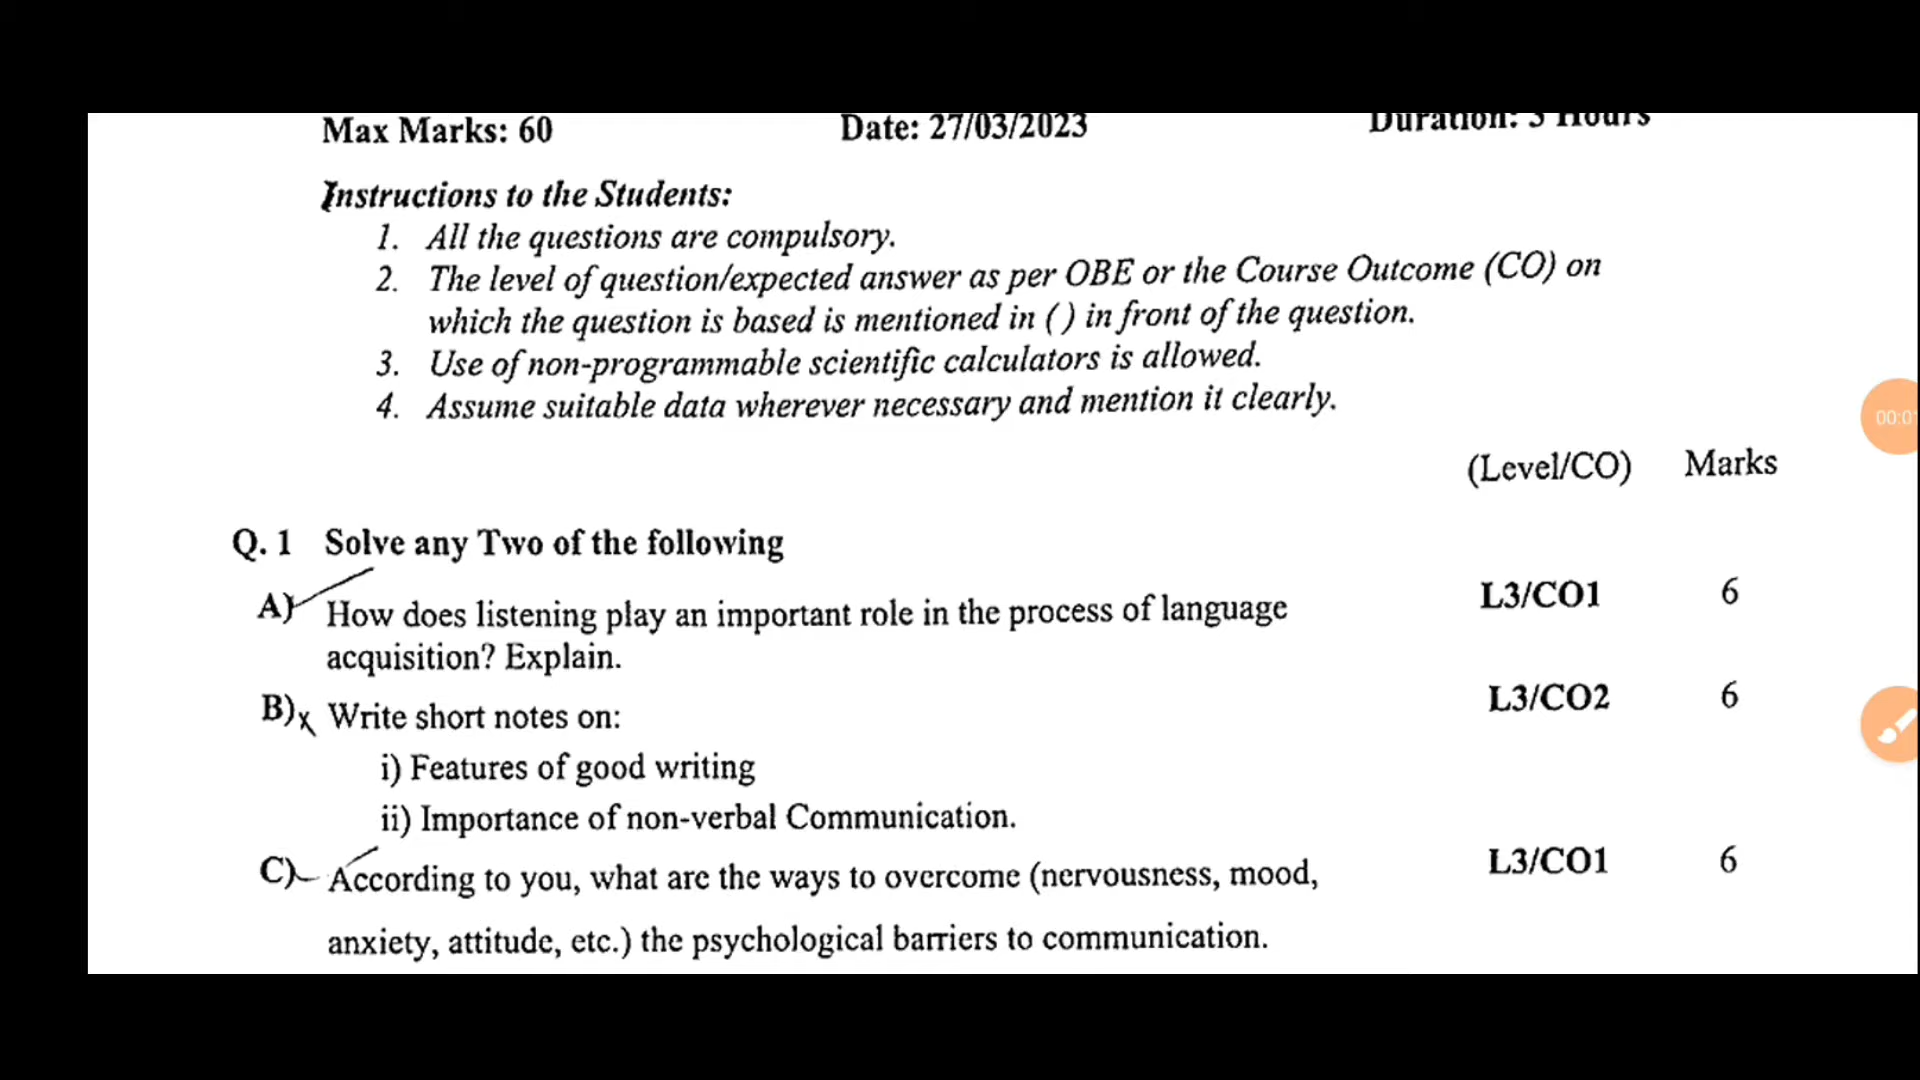 Max Marks: 60 Date: 27/03/2023 Duration: 3 Hours
Instructions to the Students:
1. All the questions are compulsory.
2. The level of question/expected answer as per OBE or the Course Outcome (CO) on
which the question is based is mentioned in ( ) in front of the question.
3. Use of non-programmable scientific calculators is allowed.
4. Assume suitable data wherever necessary and mention it clearly.
(Level/CO) Marks
Q. 1 Solve any Two of the following
A) How does listening play an important role in the process of language L3/CO1 6
acquisition? Explain.
B) Write short notes on: L3/CO2 6
i) Features of good writing
ii) Importance of non-verbal Communication.
C) According to you, what are the ways to overcome (nervousness, mood, L3/CO1 6
anxiety, attitude, etc.) the psychological barriers to communication.